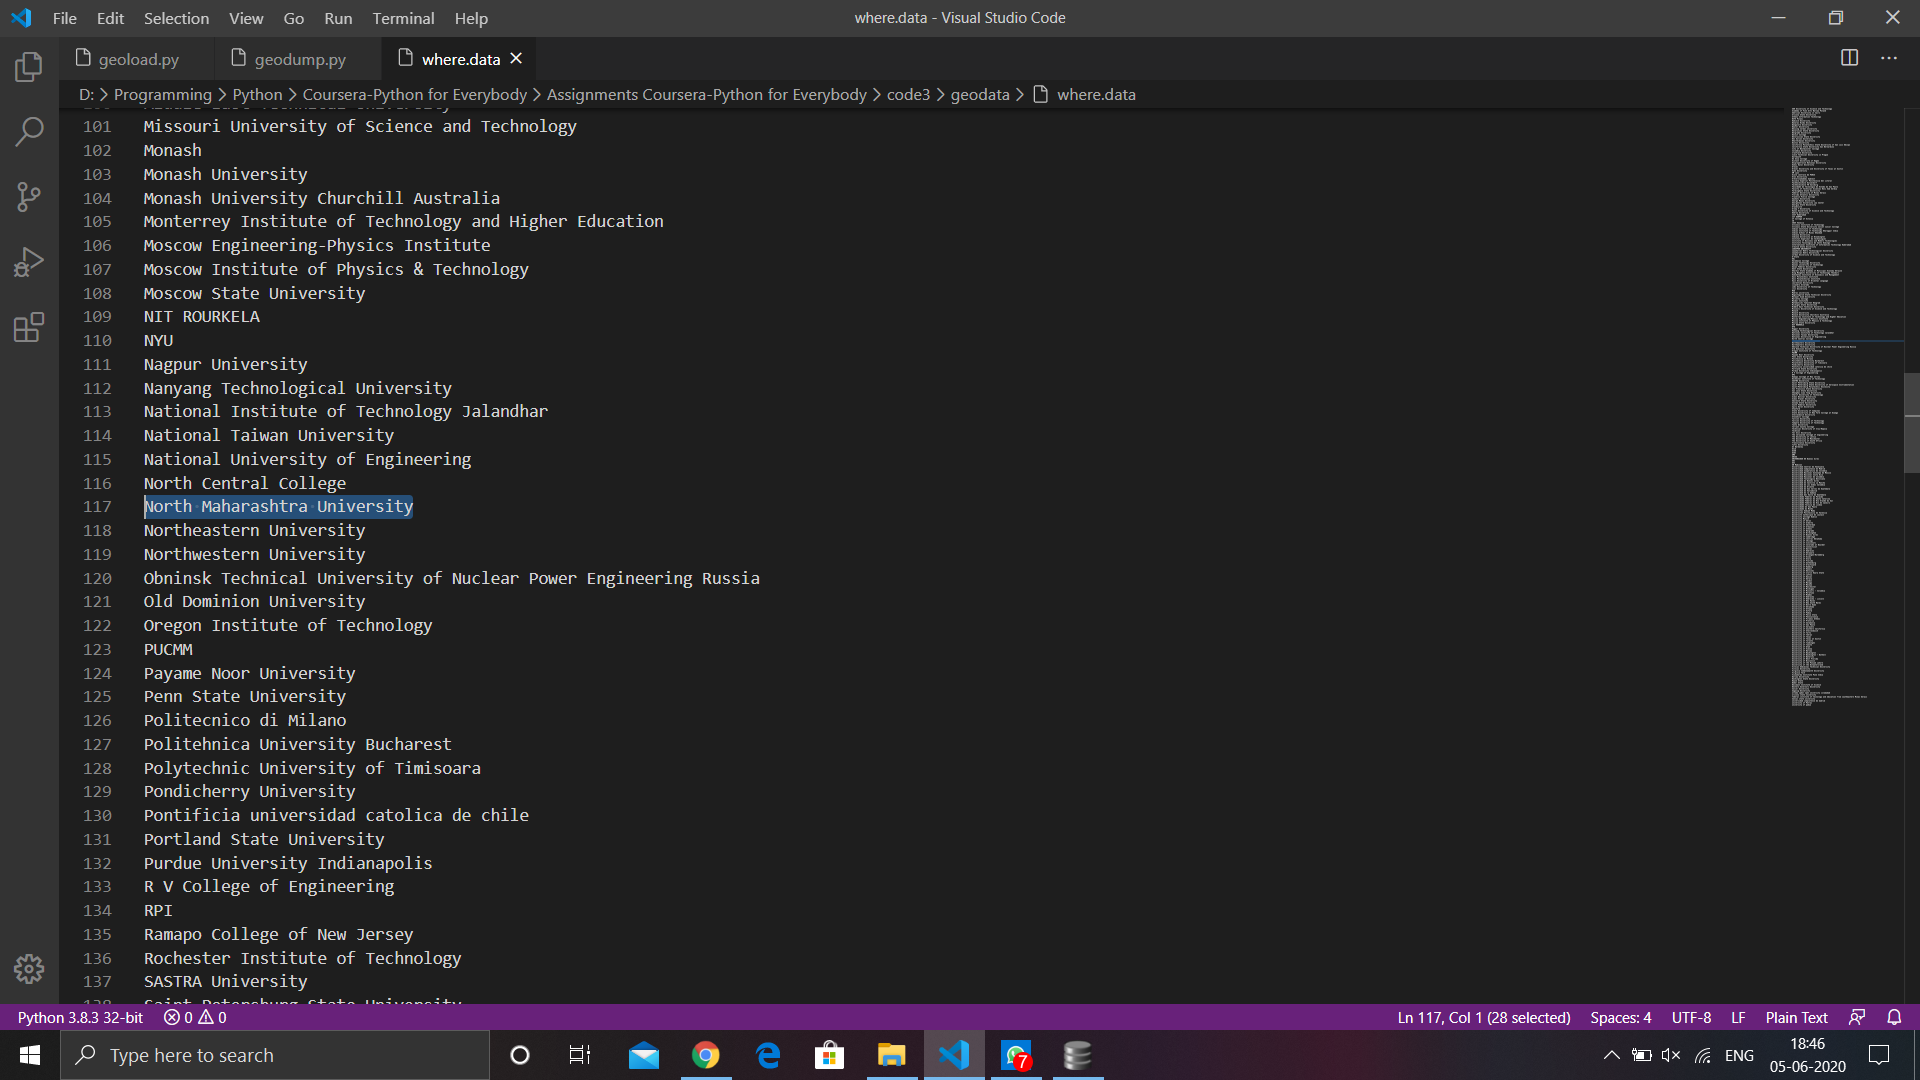 File Edit Selection View Go Run Terminal Help where.data - Visual Studio Code
geoload.py geodump.py where.data
D: > Programming > Python > Coursera-Python for Everybody > Assignments Coursera-Python for Everybody > code3 > geodata > where.data
101 Missouri University of Science and Technology
102 Monash
103 Monash University
104 Monash University Churchill Australia
105 Monterrey Institute of Technology and Higher Education
106 Moscow Engineering-Physics Institute
107 Moscow Institute of Physics & Technology
108 Moscow State University
109 NIT ROURKELA
110 NYU
111 Nagpur University
112 Nanyang Technological University
113 National Institute of Technology Jalandhar
114 National Taiwan University
115 National University of Engineering
116 North Central College
117 North Maharashtra University
118 Northeastern University
119 Northwestern University
120 Obninsk Technical University of Nuclear Power Engineering Russia
121 Old Dominion University
122 Oregon Institute of Technology
123 PUCMM
124 Payame Noor University
125 Penn State University
126 Politecnico di Milano
127 Politehnica University Bucharest
128 Polytechnic University of Timisoara
129 Pondicherry University
130 Pontificia universidad catolica de chile
131 Portland State University
132 Purdue University Indianapolis
133 R V College of Engineering
134 RPI
135 Ramapo College of New Jersey
136 Rochester Institute of Technology
137 SASTRA University
138 Saint Petersburg State University
Python 3.8.3 32-bit 0 0 Ln 117, Col 1 (28 selected) Spaces: 4 UTF-8 LF Plain Text
Type here to search 7 ENG 18:46
05-06-2020